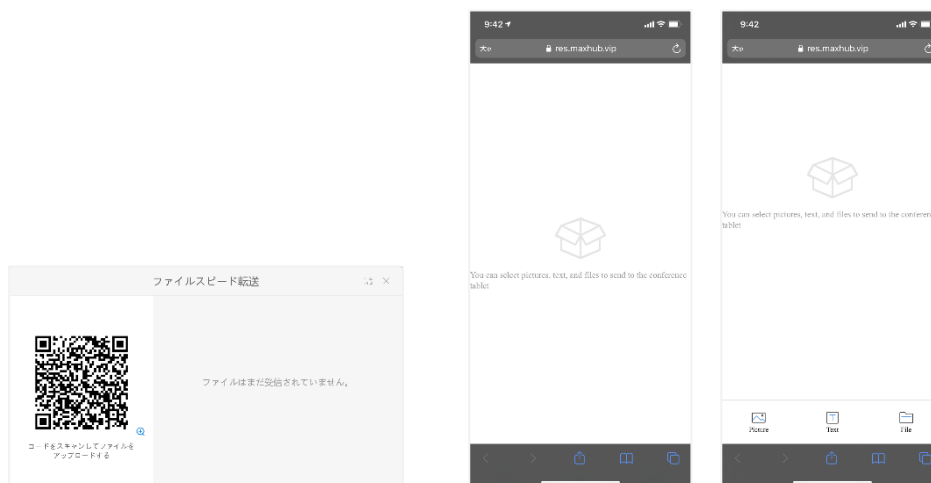 ファイルスピード転送
ファイルはまだ受信されていません。
コードをスキャンしてファイルを
アップロードする
9:42
res.maxhub.vip
You can select pictures, text, and files to send to the conference
tablet
9:42
res.maxhub.vip
You can select pictures, text, and files to send to the
tablet
Picture
Text
File